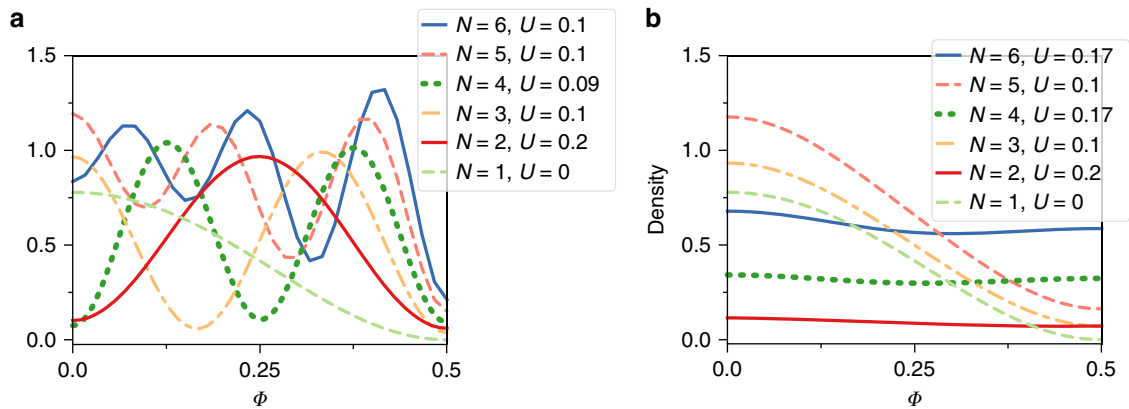 a
N = 6, U = 0.1
N = 5, U = 0.1
N = 4, U = 0.09
N = 3, U = 0.1
N = 2, U = 0.2
N = 1, U = 0
1.5
1.0
0.5
0.0
0.0
0.25
0.5
Φ
b
N = 6, U = 0.17
N = 5, U = 0.1
N = 4, U = 0.17
N = 3, U = 0.1
N = 2, U = 0.2
N = 1, U = 0
Density
1.5
1.0
0.5
0.0
0.0
0.25
0.5
Φ